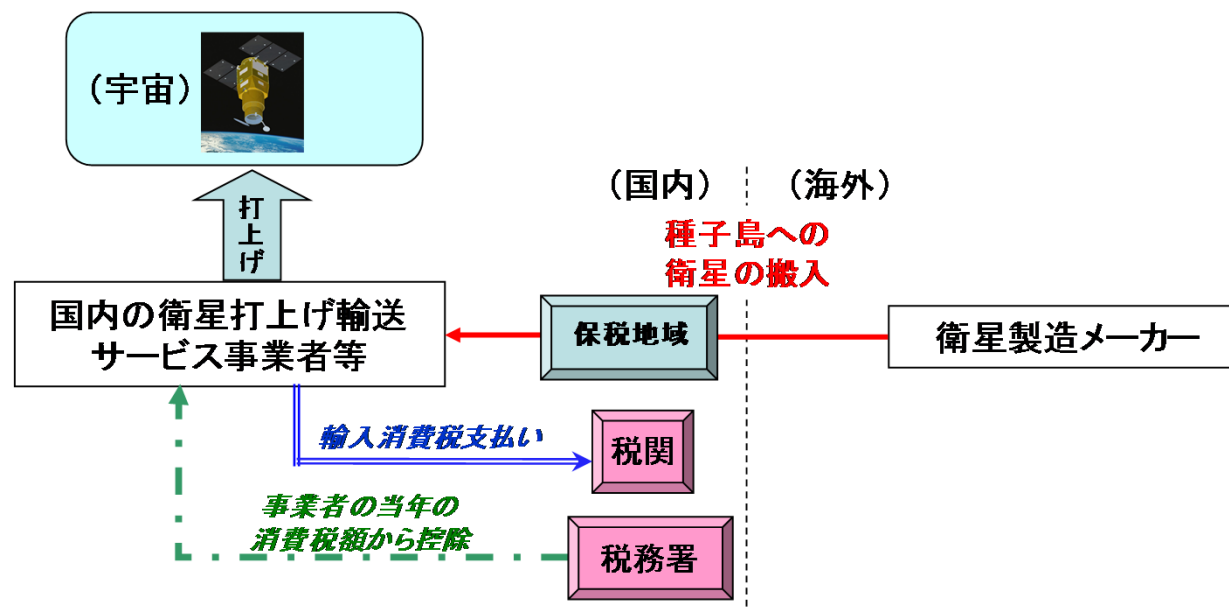 (宇宙)
打
上
げ
(国内)
(海外)
種子島への
衛星の搬入
国内の衛星打上げ輸送
サービス事業者等
保税地域
衛星製造メーカー
輸入消費税支払い
税関
事業者の当年の
消費税額から控除
税務署